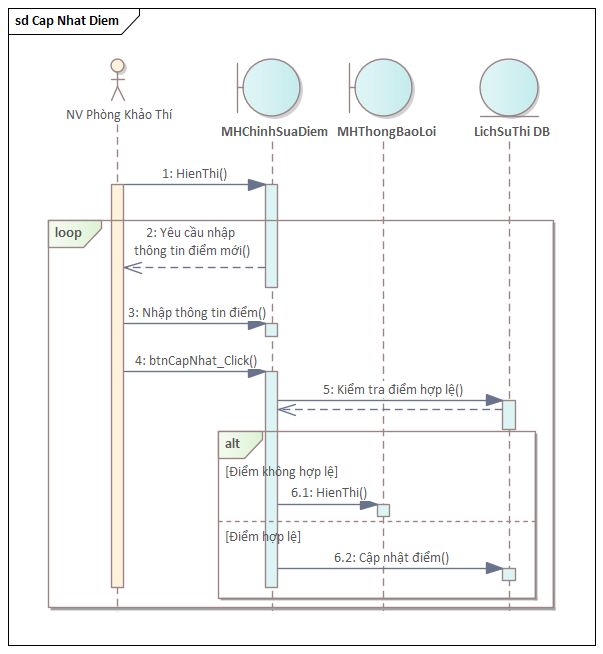 sd Cap Nhat Diem
NV Phòng Khảo Thí
MHChinhSuaDiem
MHThongBaoLoi
LichSuThi DB
1: HienThi()
loop
2: Yêu cầu nhập
thông tin điểm mới()
3: Nhập thông tin điểm()
4: btnCapNhat_Click()
5: Kiểm tra điểm hợp lệ()
alt
[Điểm không hợp lệ]
6.1: HienThi()
[Điểm hợp lệ]
6.2: Cập nhật điểm()